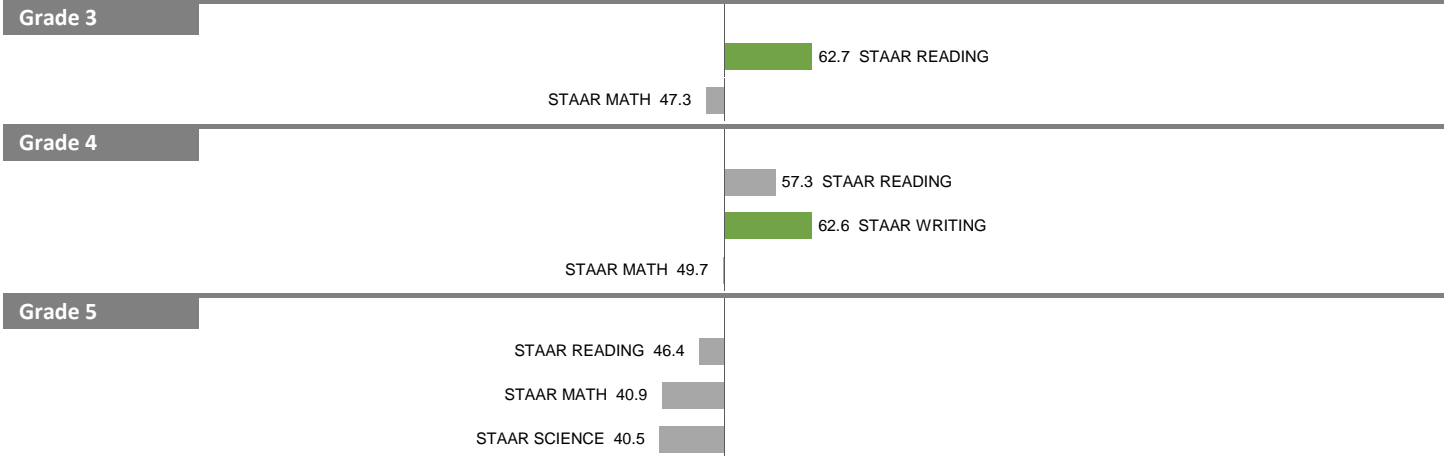 Grade 3
62.7 STAAR READING
STAAR MATH 47.3
Grade 4
57.3 STAAR READING
62.6 STAAR WRITING
STAAR MATH 49.7
Grade 5
STAAR READING 46.4
STAAR MATH 40.9
STAAR SCIENCE 40.5